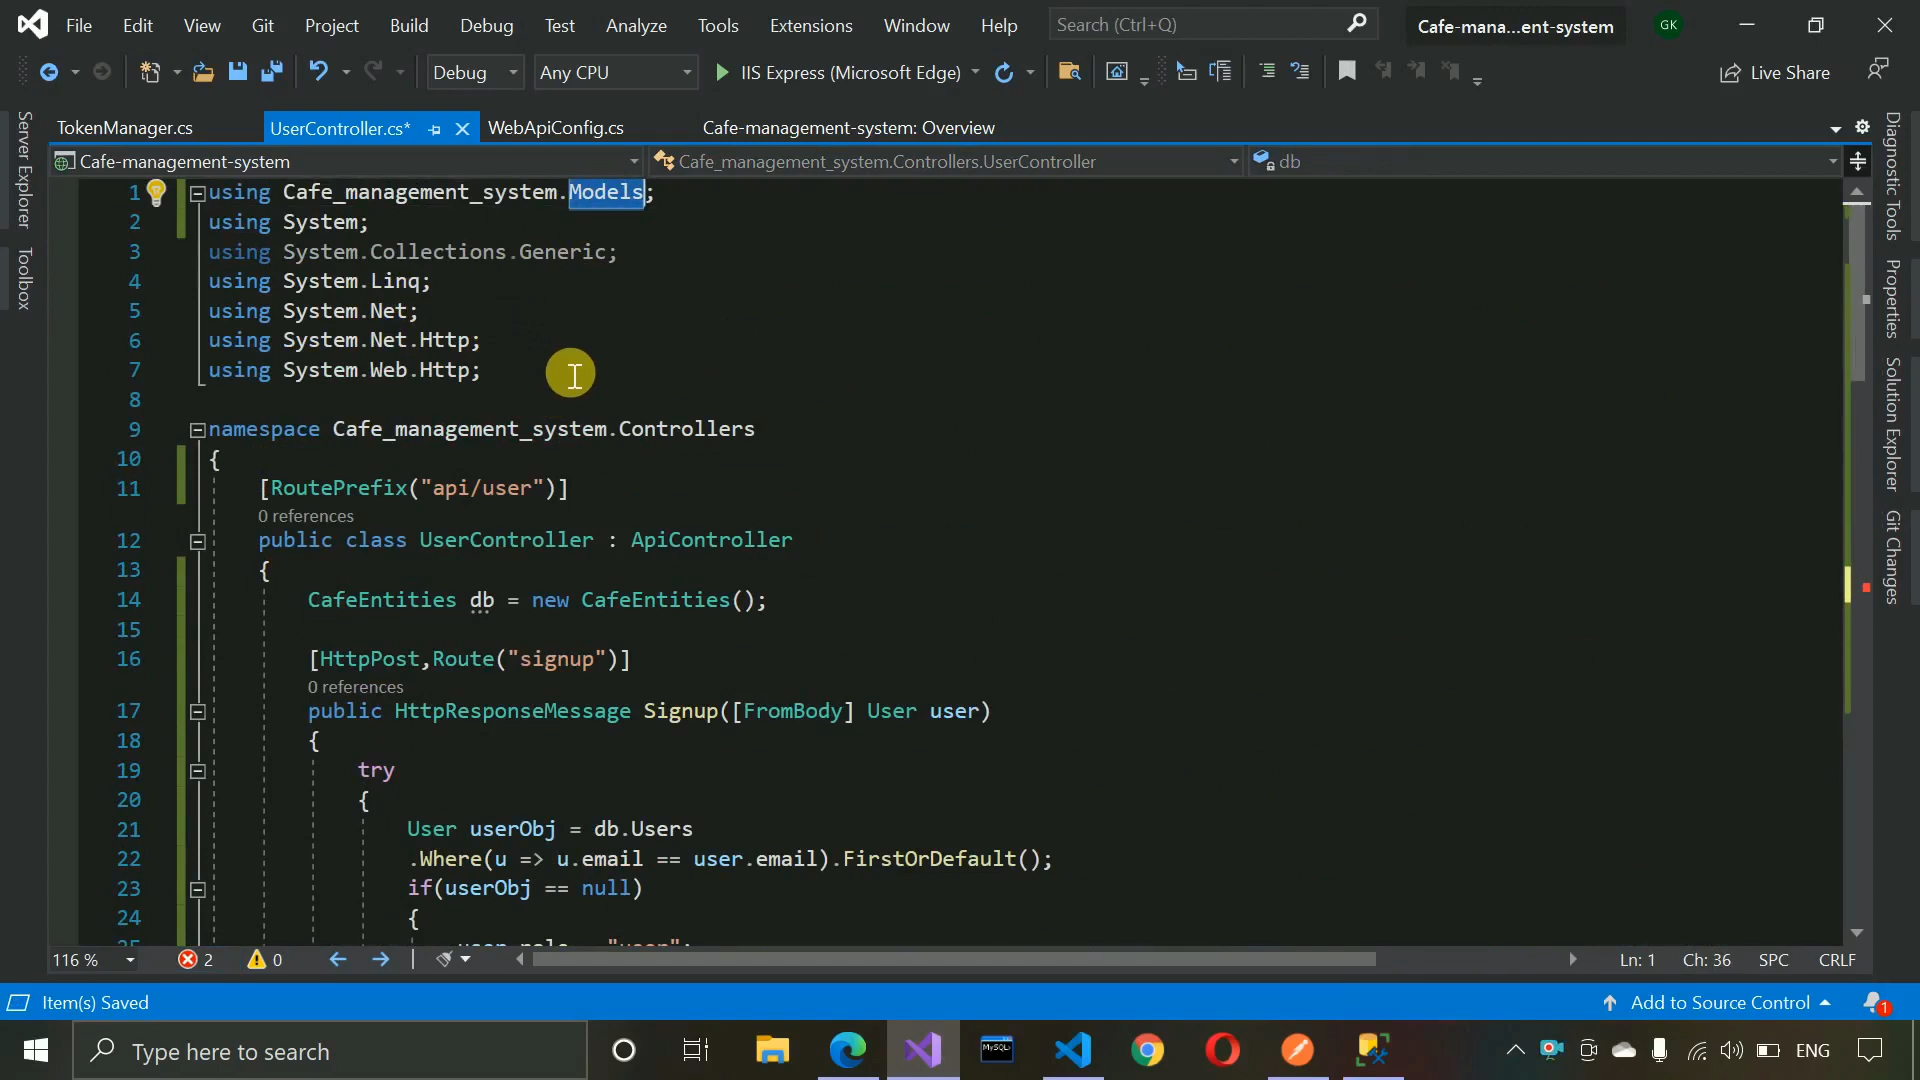 File Edit View Git Project Build Debug Test Analyze Tools Extensions Window Help Search (Ctrl+Q) Cafe-mana...ent-system GK
Debug Any CPU IIS Express (Microsoft Edge) Live Share
TokenManager.cs UserController.cs* WebApiConfig.cs Cafe-management-system: Overview
Cafe-management-system Cafe_management_system.Controllers.UserController db
Server Explorer
Toolbox
Diagnostic Tools
Properties
Solution Explorer
Git Changes
1 using Cafe_management_system.Models;
2 using System;
3 using System.Collections.Generic;
4 using System.Linq;
5 using System.Net;
6 using System.Net.Http;
7 using System.Web.Http;
8
9 namespace Cafe_management_system.Controllers
10 {
11 [RoutePrefix("api/user")]
0 references
12 public class UserController : ApiController
13 {
14 CafeEntities db = new CafeEntities();
15
16 [HttpPost,Route("signup")]
0 references
17 public HttpResponseMessage Signup([FromBody] User user)
18 {
19 try
20 {
21 User userObj = db.Users
22 .Where(u => u.email == user.email).FirstOrDefault();
23 if(userObj == null)
24 {
25 user.role = "user";
116 % 2 0 Ln: 1 Ch: 36 SPC CRLF
Item(s) Saved Add to Source Control 1
Type here to search MySQL ENG